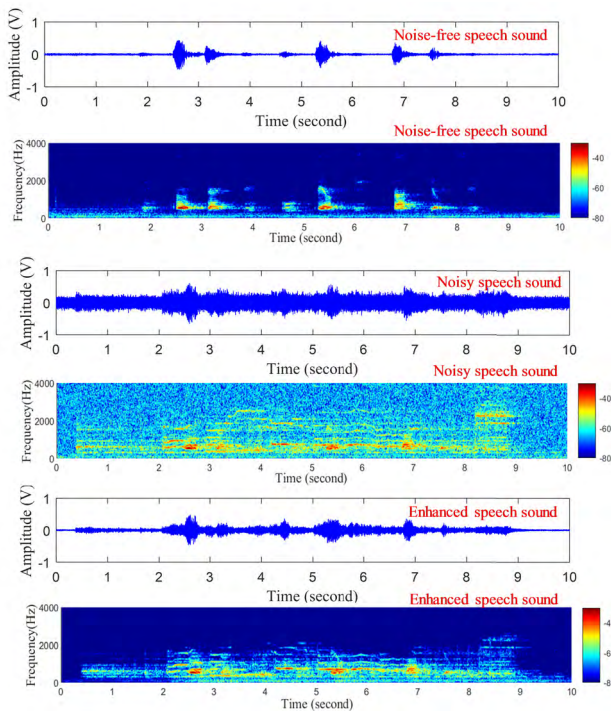 Noise-free speech sound
Amplitude (V)
1
0
-1
0 1 2 3 4 5 6 7 8 9 10
Time (second)
Noise-free speech sound
Frequency(Hz)
4000
2000
0
0 1 2 3 4 5 6 7 8 9 10
Time (second)
-40
-60
-80
Noisy speech sound
Amplitude (V)
1
0
-1
0 1 2 3 4 5 6 7 8 9 10
Time (second)
Noisy speech sound
Frequency(Hz)
4000
2000
0
0 1 2 3 4 5 6 7 8 9 10
Time (second)
-40
-60
-80
Enhanced speech sound
Amplitude (V)
1
0
-1
0 1 2 3 4 5 6 7 8 9 10
Time (second)
Enhanced speech sound
Frequency(Hz)
4000
2000
0
0 1 2 3 4 5 6 7 8 9 10
Time (second)